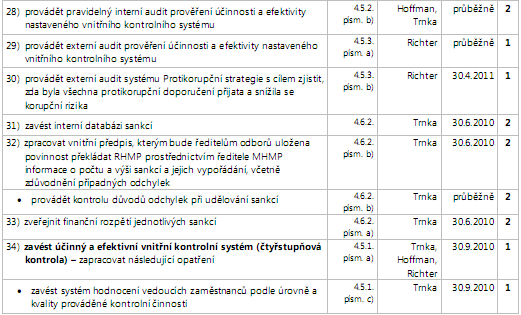 28) provádět pravidelný interní audit prověření účinnosti a efektivity 4.5.2. Hoffman, průběžně 2
nastaveného vnitřního kontrolního systému písm. b) Trnka
29) provádět externí audit prověření účinnosti a efektivity nastaveného 4.5.3. Richter průběžně 1
vnitřního kontrolního systému písm. a)
30) provádět externí audit systému Protikorupční strategie s cílem zjistit, 4.5.3. Richter 30.4.2011 1
zda byla všechna protikorupční doporučení přijata a snížila se písm. b)
korupční rizika
31) zavést interní databázi sankcí 4.6.2. Trnka 30.6.2010 2
32) zpracovat vnitřní předpis, kterým bude ředitelům odborů uložena 4.6.2. Trnka 30.6.2010 2
povinnost překládat RHMP prostřednictvím ředitele MHMP písm. b)
informace o počtu a výši sankcí a jejich vypořádání, včetně
zdůvodnění případných odchylek
• provádět kontrolu důvodů odchylek při udělování sankcí 4.6.2. Trnka průběžně 2
písm. b)
33) zveřejnit finanční rozpětí jednotlivých sankcí 4.6.2. Trnka 30.6.2010 2
písm. a)
34) zavést účinný a efektivní vnitřní kontrolní systém (čtyřstupňová 4.5.1. Trnka, 30.9.2010 1
kontrola) – zapracovat následující opatření písm. a) Hoffman,
Richter
• zavést systém hodnocení vedoucích zaměstnanců podle úrovně a 4.5.1. Trnka 30.9.2010 1
kvality prováděné kontrolní činnosti písm. c)